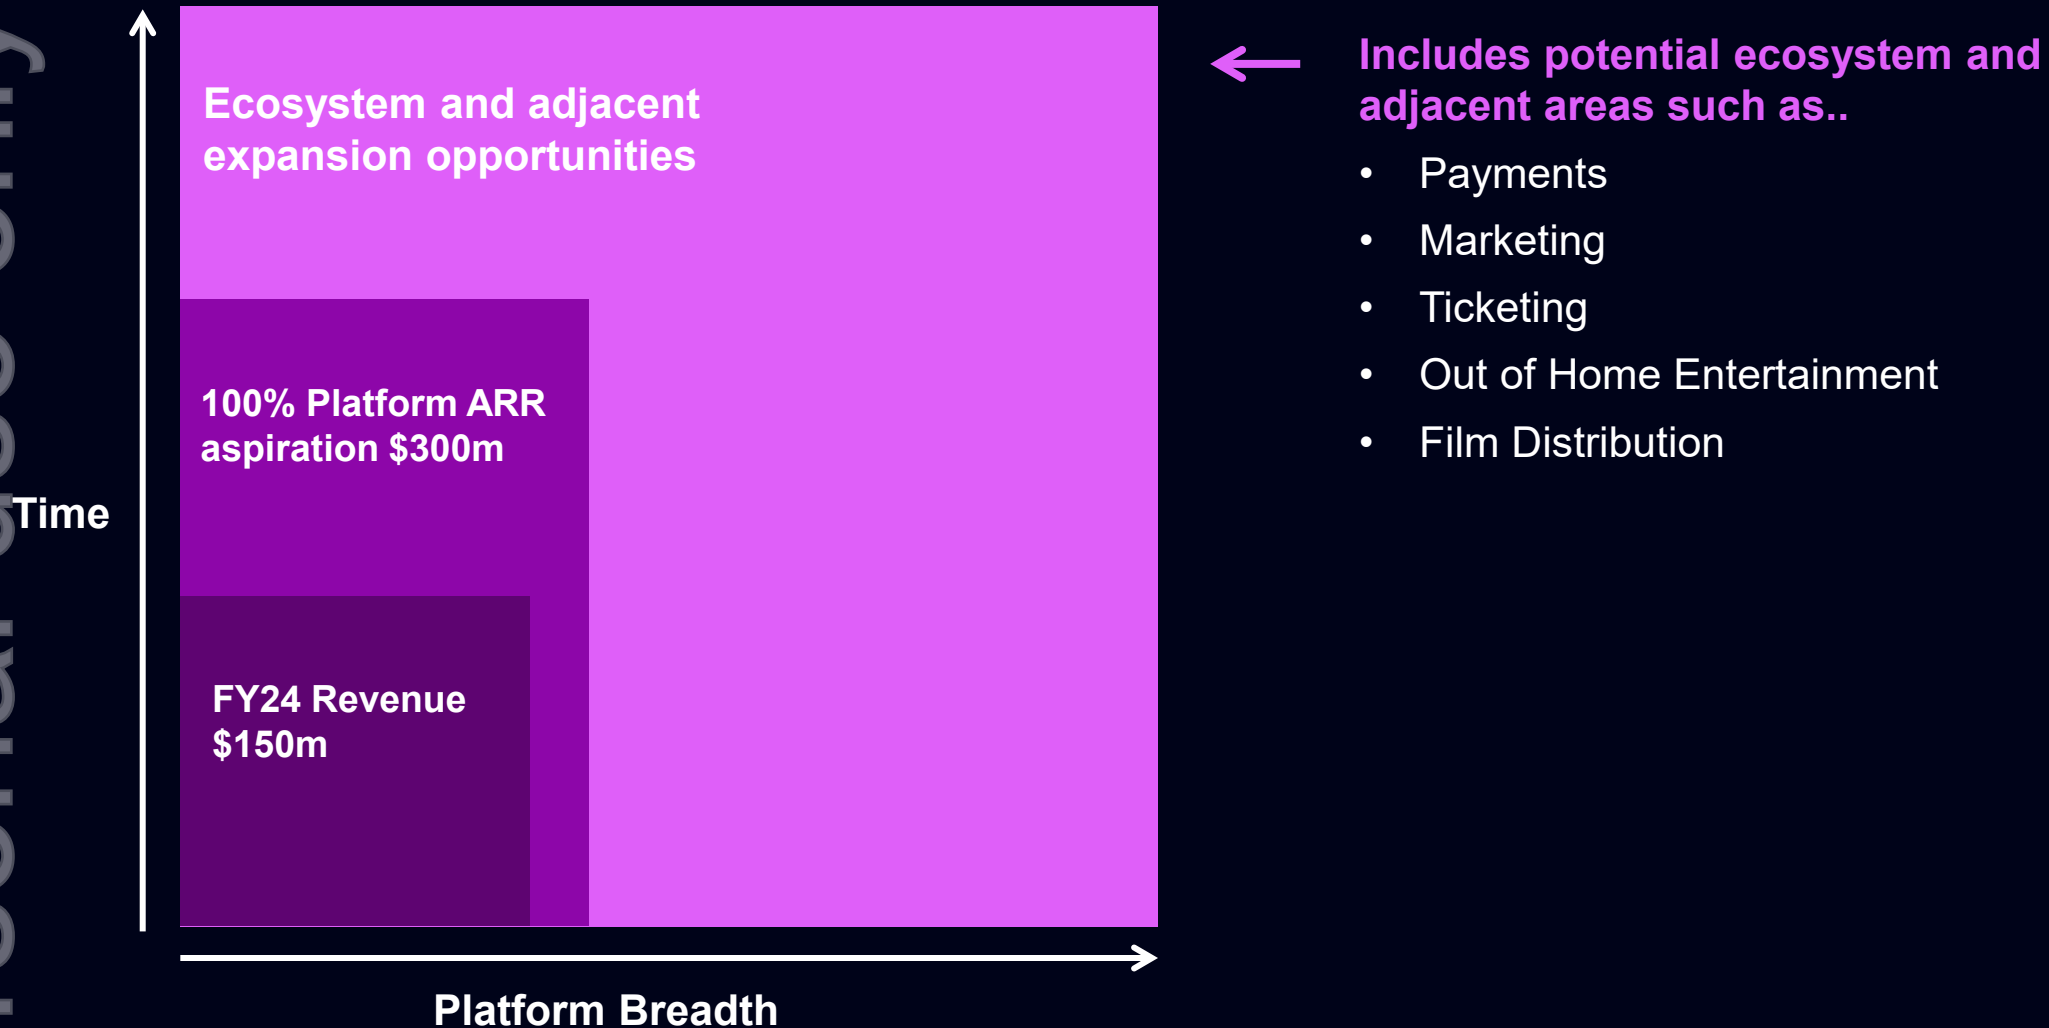 Ecosystem and adjacent
expansion opportunities
100% Platform ARR
aspiration $300m
FY24 Revenue
$150m
Time
Platform Breadth
Includes potential ecosystem and
adjacent areas such as..
• Payments
• Marketing
• Ticketing
• Out of Home Entertainment
• Film Distribution